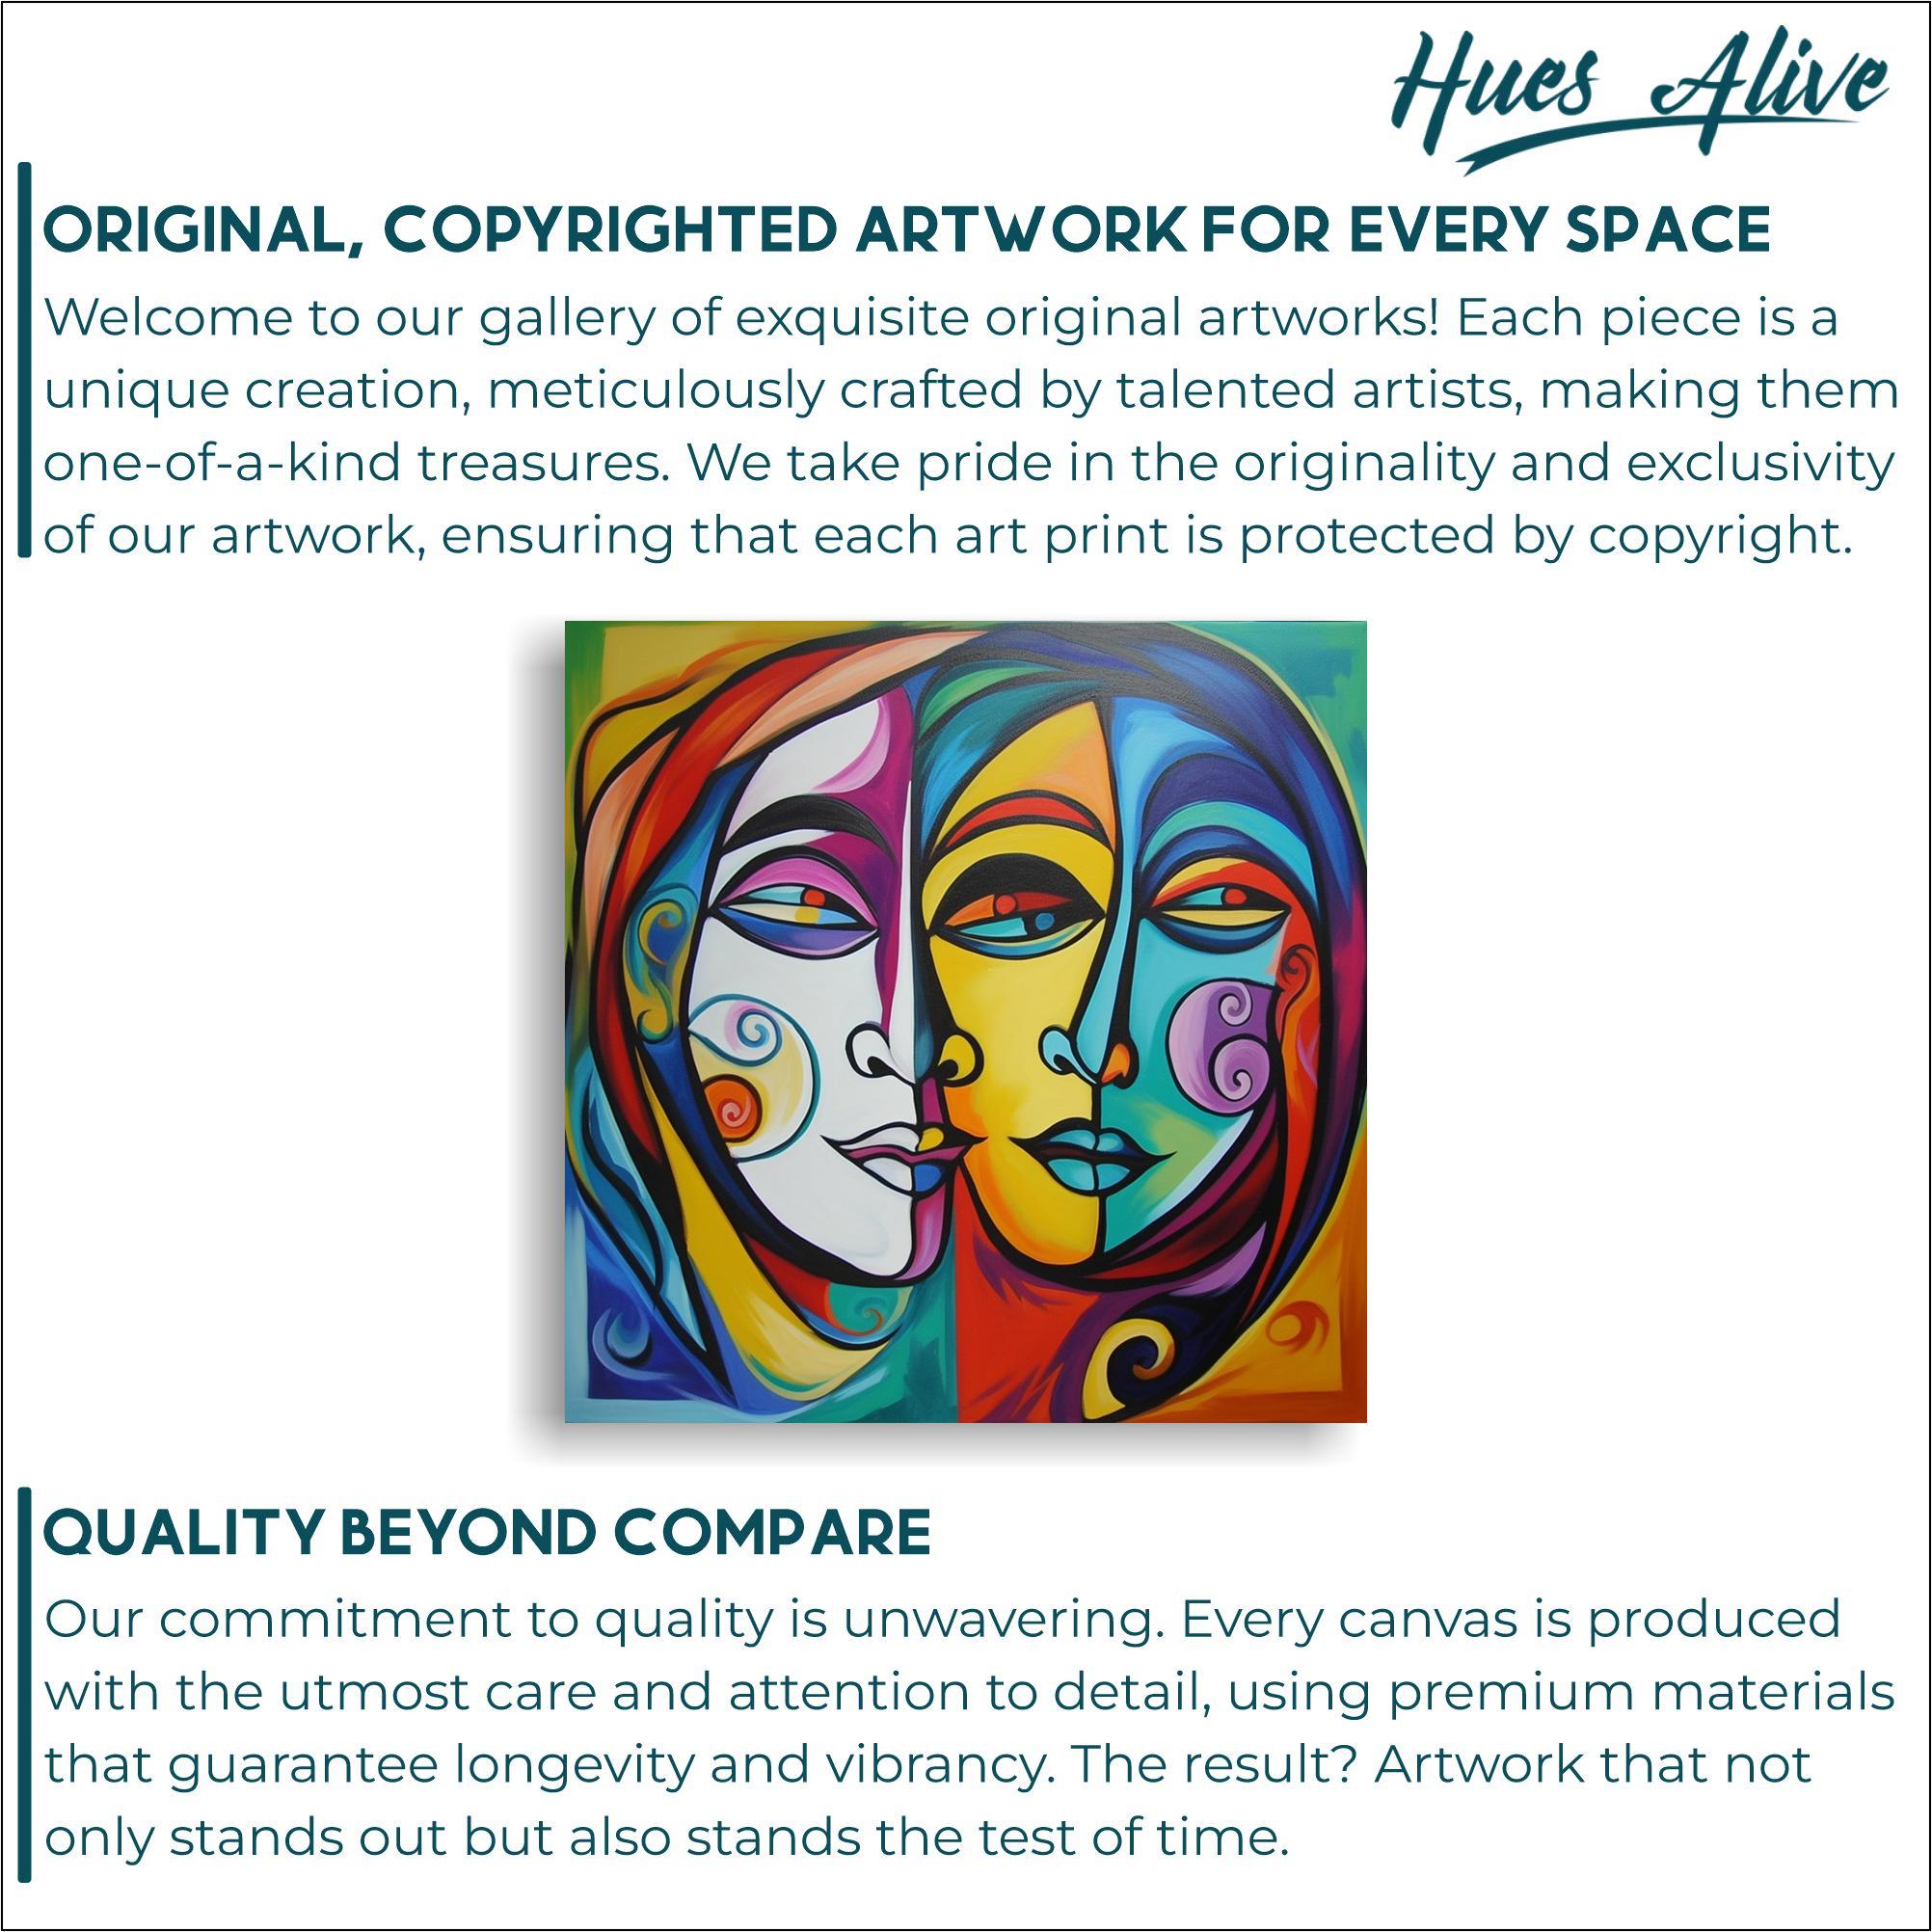 Hues Alive
ORIGINAL, COPYRIGHTED ARTWORK FOR EVERY SPACE
Welcome to our gallery of exquisite original artworks! Each piece is a
unique creation, meticulously crafted by talented artists, making them
one-of-a-kind treasures. We take pride in the originality and exclusivity
of our artwork, ensuring that each art print is protected by copyright.
QUALITY BEYOND COMPARE
Our commitment to quality is unwavering. Every canvas is produced
with the utmost care and attention to detail, using premium materials
that guarantee longevity and vibrancy. The result? Artwork that not
only stands out but also stands the test of time.